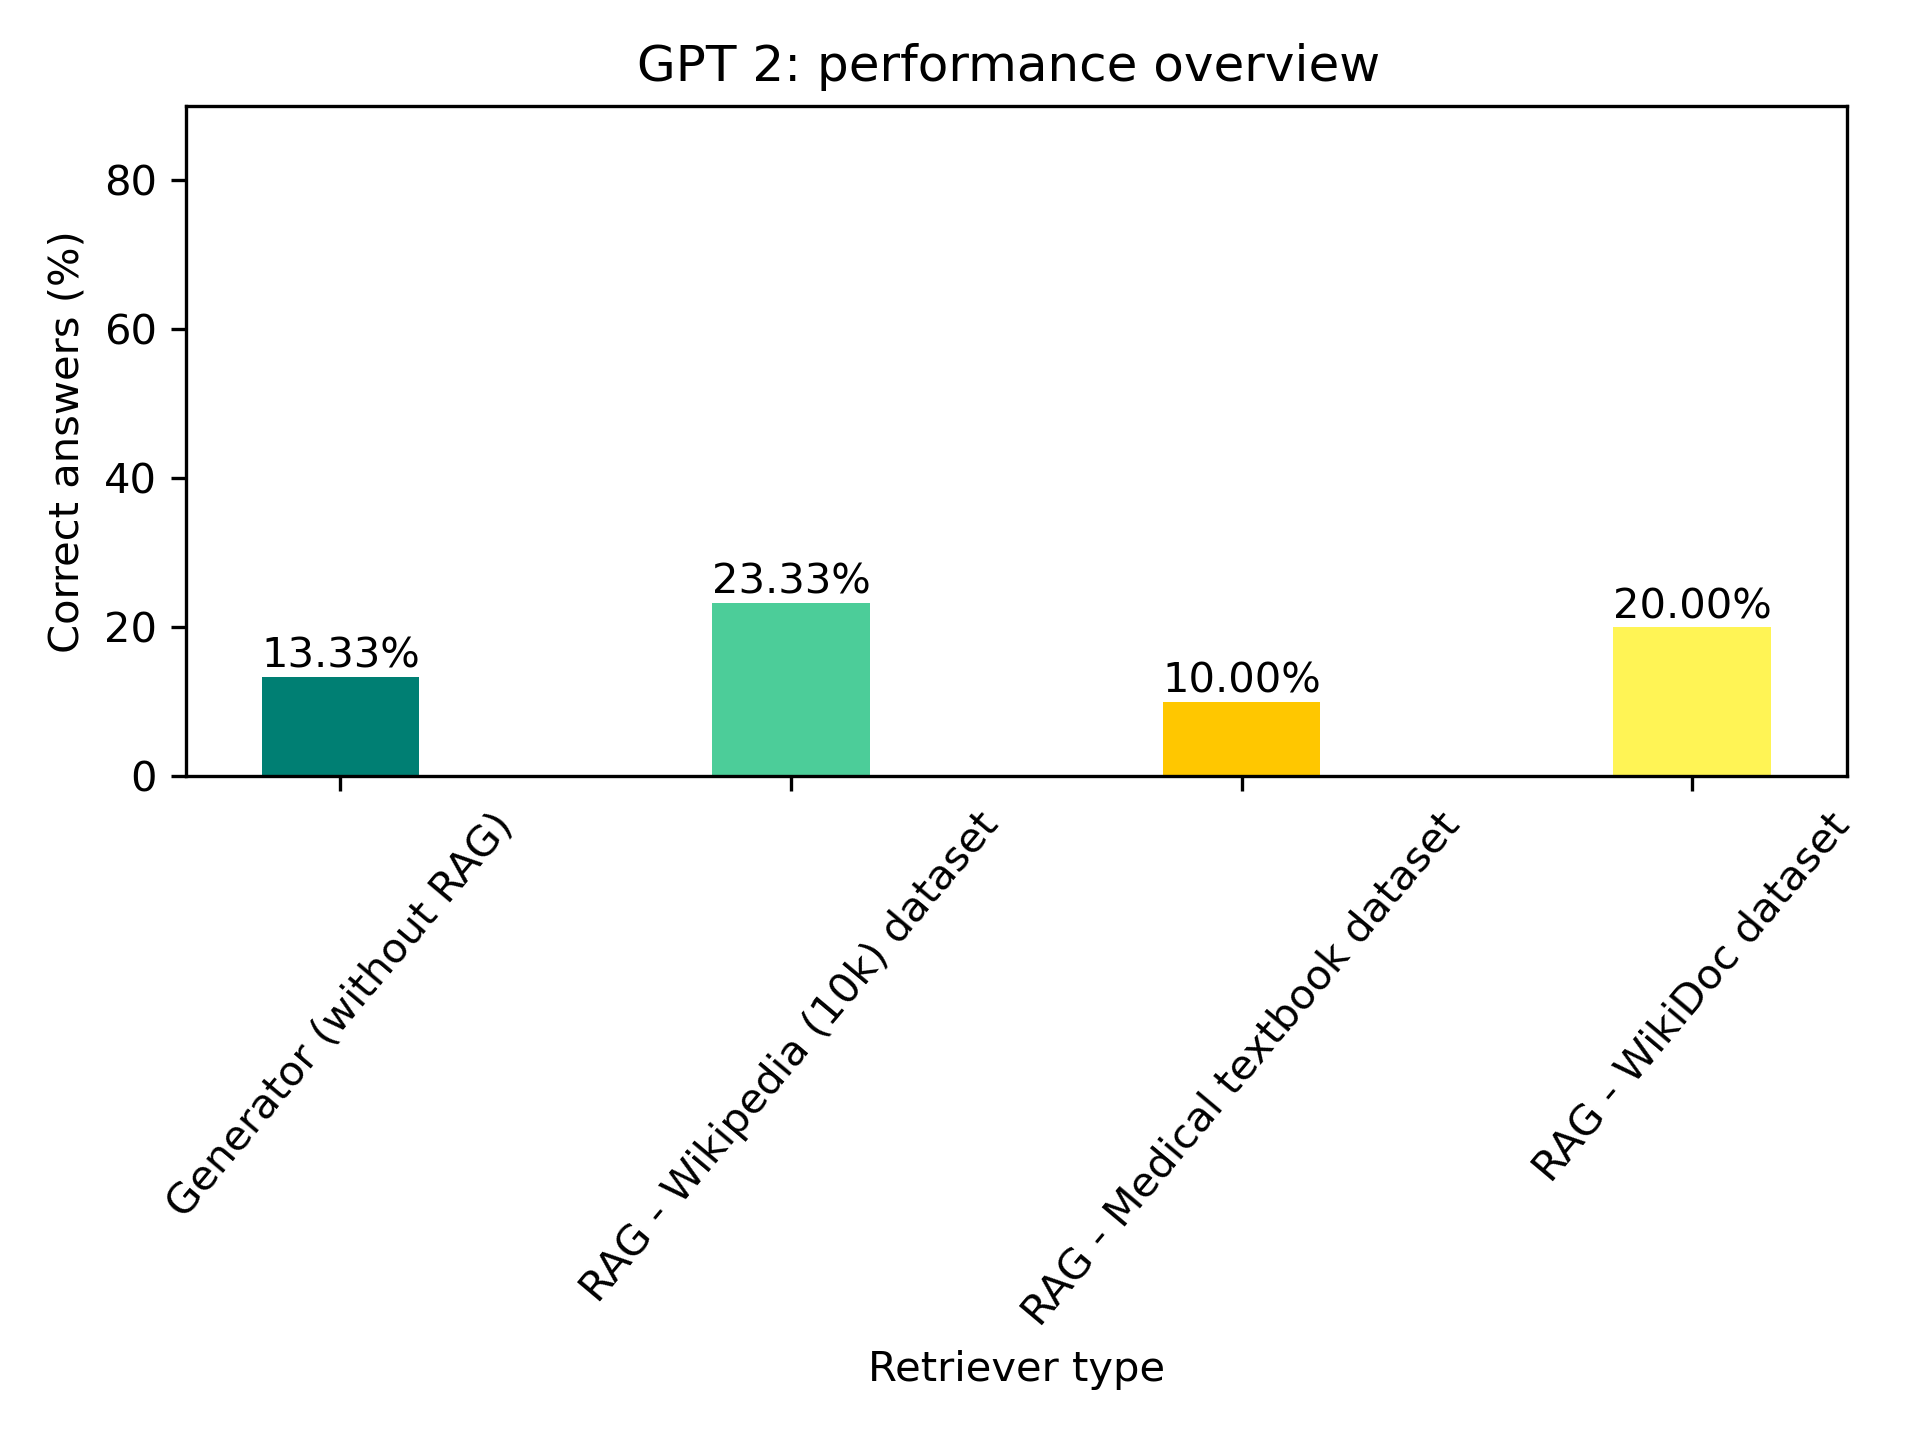 GPT 2: performance overview
Correct answers (%)
80
60
40
20
0
13.33%
23.33%
10.00%
20.00%
Generator (without RAG)
RAG - Wikipedia (10k) dataset
RAG - Medical textbook dataset
RAG - WikiDoc dataset
Retriever type